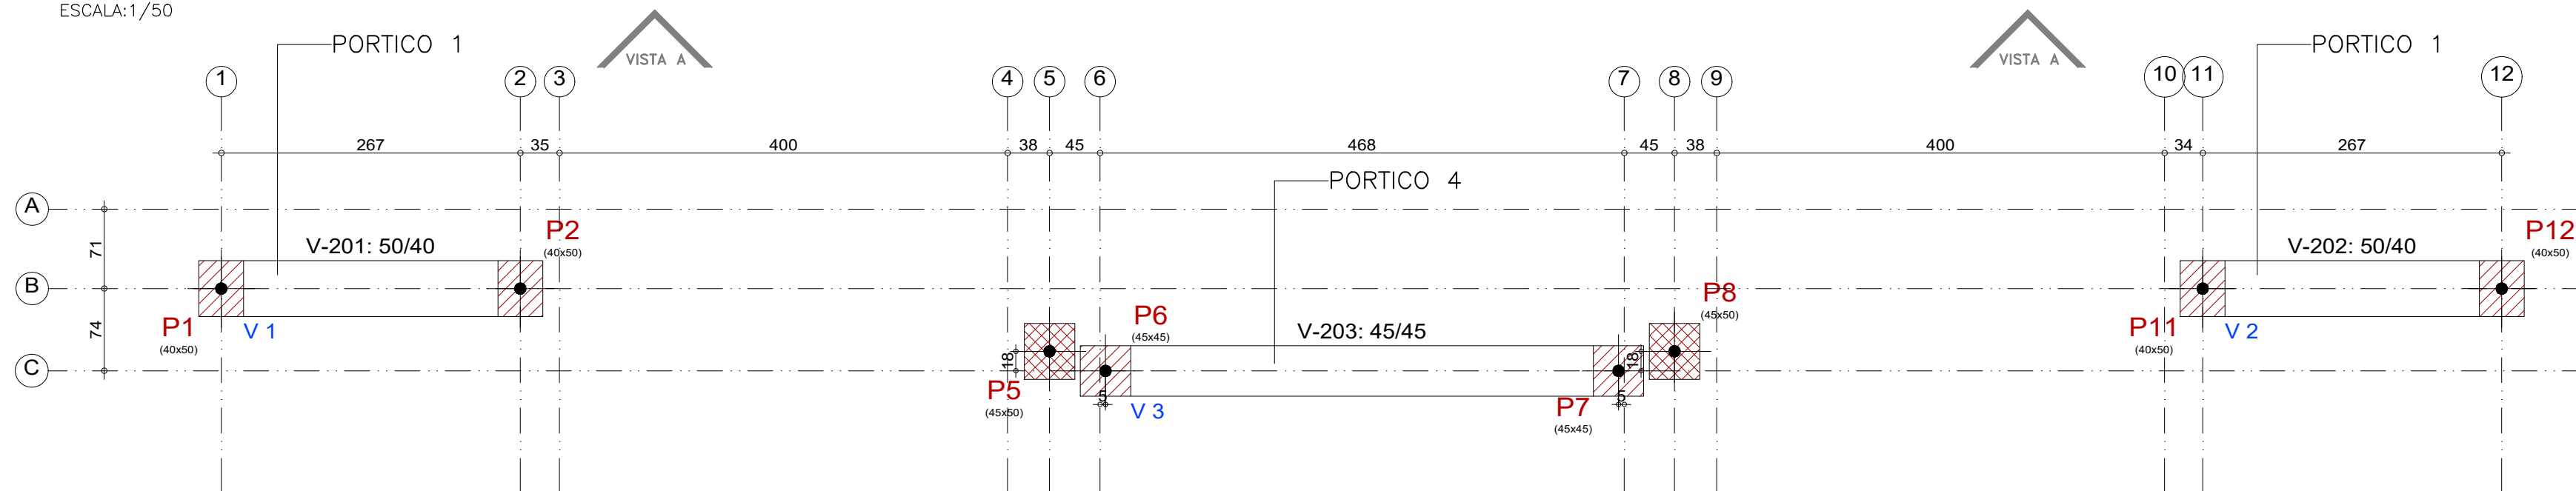 ESCALA:1/50
PORTICO 1
VISTA A
VISTA A
PORTICO 1
1
2
3
4
5
6
7
8
9
10
11
12
267
35
400
38
45
468
45
38
400
34
267
PORTICO 4
A
71
B
74
C
P2
(40x50)
V-201: 50/40
P1
(40x50)
V 1
P6
(45x45)
V-203: 45/45
P8
(45x50)
18
18
P5
(45x50)
5
V 3
P7
(45x45)
5
V-202: 50/40
P12
(40x50)
P11
(40x50)
V 2